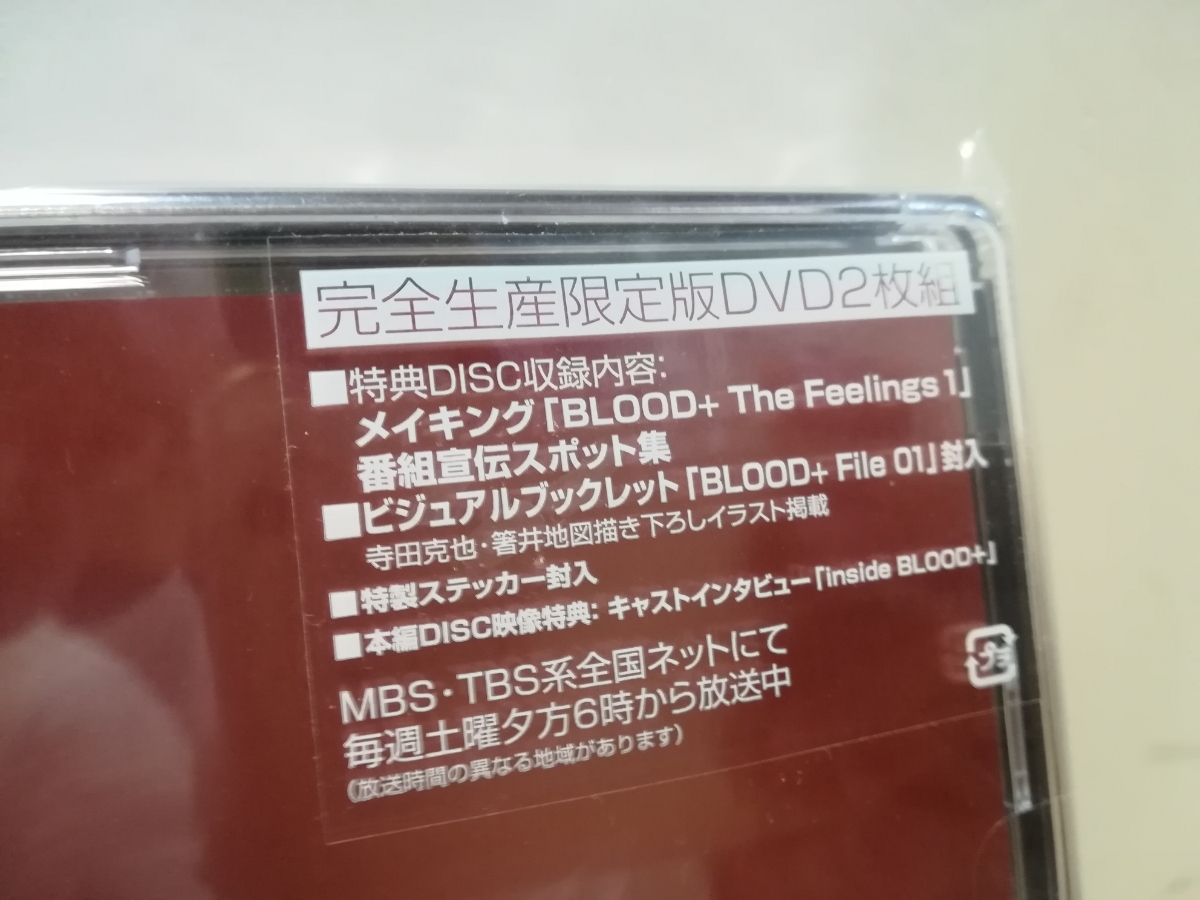 完全生産限定版DVD2枚組
■特典DISC収録内容:
メイキング「BLOOD+ The Feelings 1」
番組宣伝スポット集
■ビジュアルブックレット「BLOOD+ File 01」封入
寺田克也・箸井地図描き下ろしイラスト掲載
■特製ステッカー封入
■本編DISC映像特典: キャストインタビュー「inside BLOOD+」
プラ
MBS・TBS系全国ネットにて
毎週土曜夕方6時から放送中
(放送時間の異なる地域があります)